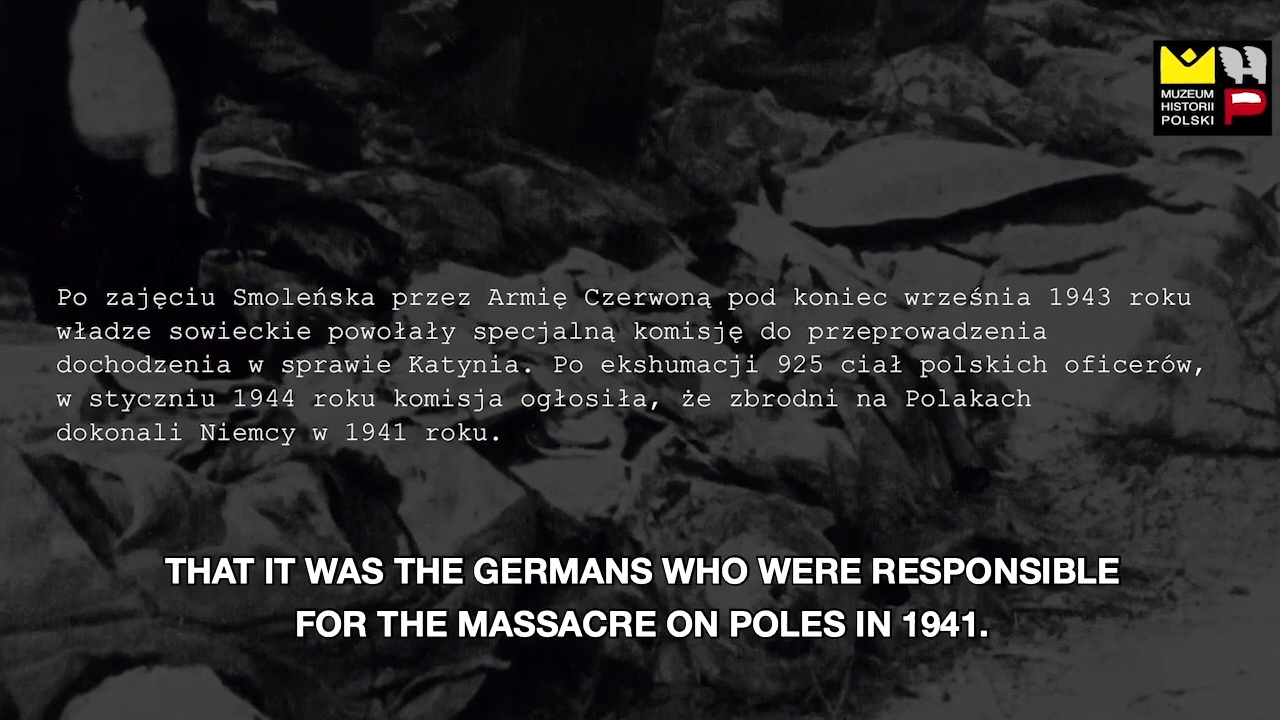 MUZEUM
HISTORII
POLSKI
Po zajęciu Smoleńska przez Armię Czerwoną pod koniec września 1943 roku
władze sowieckie powołały specjalną komisję do przeprowadzenia
dochodzenia w sprawie Katynia. Po ekshumacji 925 ciał polskich oficerów,
w styczniu 1944 roku komisja ogłosiła, że zbrodni na Polakach
dokonali Niemcy w 1941 roku.
THAT IT WAS THE GERMANS WHO WERE RESPONSIBLE
FOR THE MASSACRE ON POLES IN 1941.